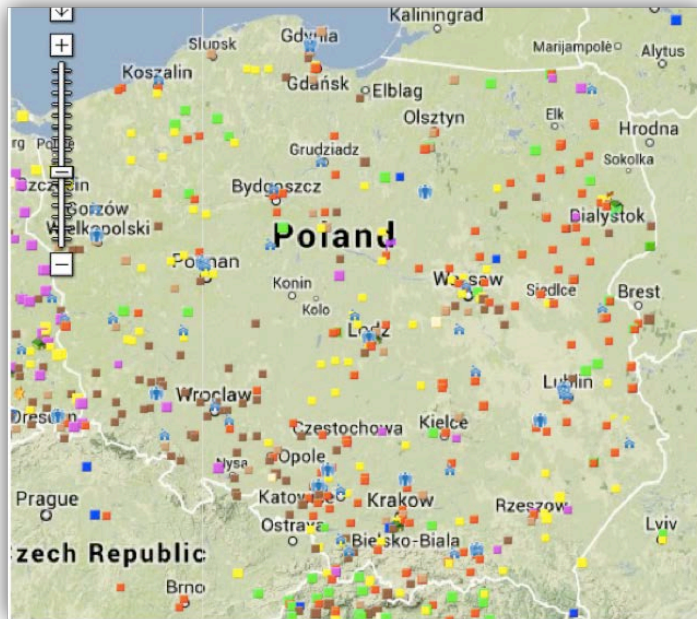 Kaliningrad
Slupsk
Gdynia
Marijampolė
Alytus
Koszalin
Gdańsk
Elblag
Olsztyn
Elk
Hrodna
Grudziadz
Sokolka
Szczecin
Bydgoszcz
Gorzów
Wielkopolski
Bialystok
Poland
Poznan
Konin
Kolo
Warsaw
Siedlce
Brest
Lodz
Wroclaw
Lublin
Dresden
Czestochowa
Kielce
Nysa
Opole
Prague
Katowice
Krakow
Rzeszow
Lviv
Ostrava
Bielsko-Biala
Czech Republic
Brno